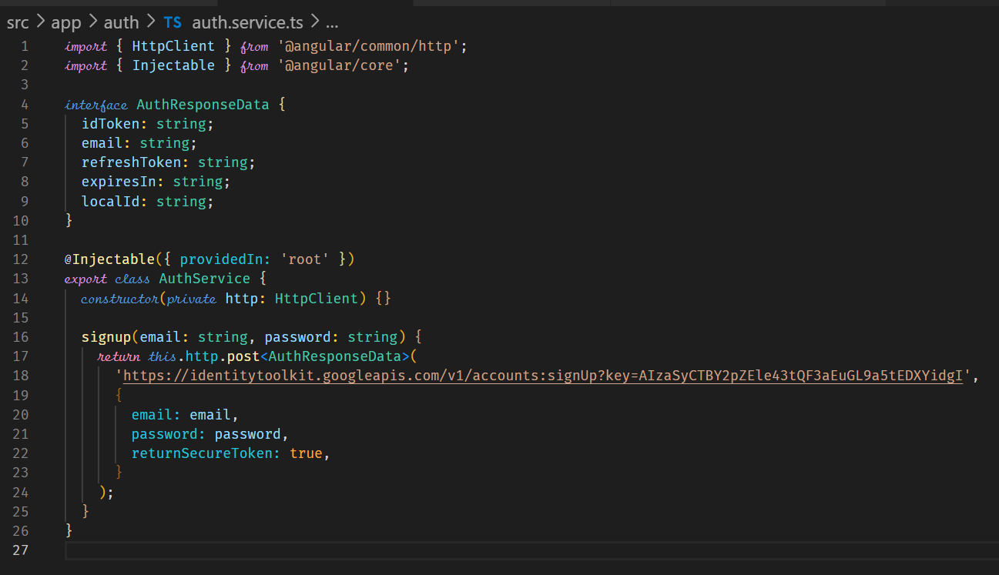 src > app > auth > TS auth.service.ts > ...
1 import { HttpClient } from '@angular/common/http';
2 import { Injectable } from '@angular/core';
3
4 interface AuthResponseData {
5 idToken: string;
6 email: string;
7 refreshToken: string;
8 expiresIn: string;
9 localId: string;
10 }
11
12 @Injectable({ providedIn: 'root' })
13 export class AuthService {
14 constructor(private http: HttpClient) {}
15
16 signup(email: string, password: string) {
17 return this.http.post<AuthResponseData>(
18 'https://identitytoolkit.googleapis.com/v1/accounts:signUp?key=AIzaSyCTBY2pZEle43tQF3aEuGL9a5tEDXYidgI',
19 {
20 email: email,
21 password: password,
22 returnSecureToken: true,
23 }
24 );
25 }
26 }
27